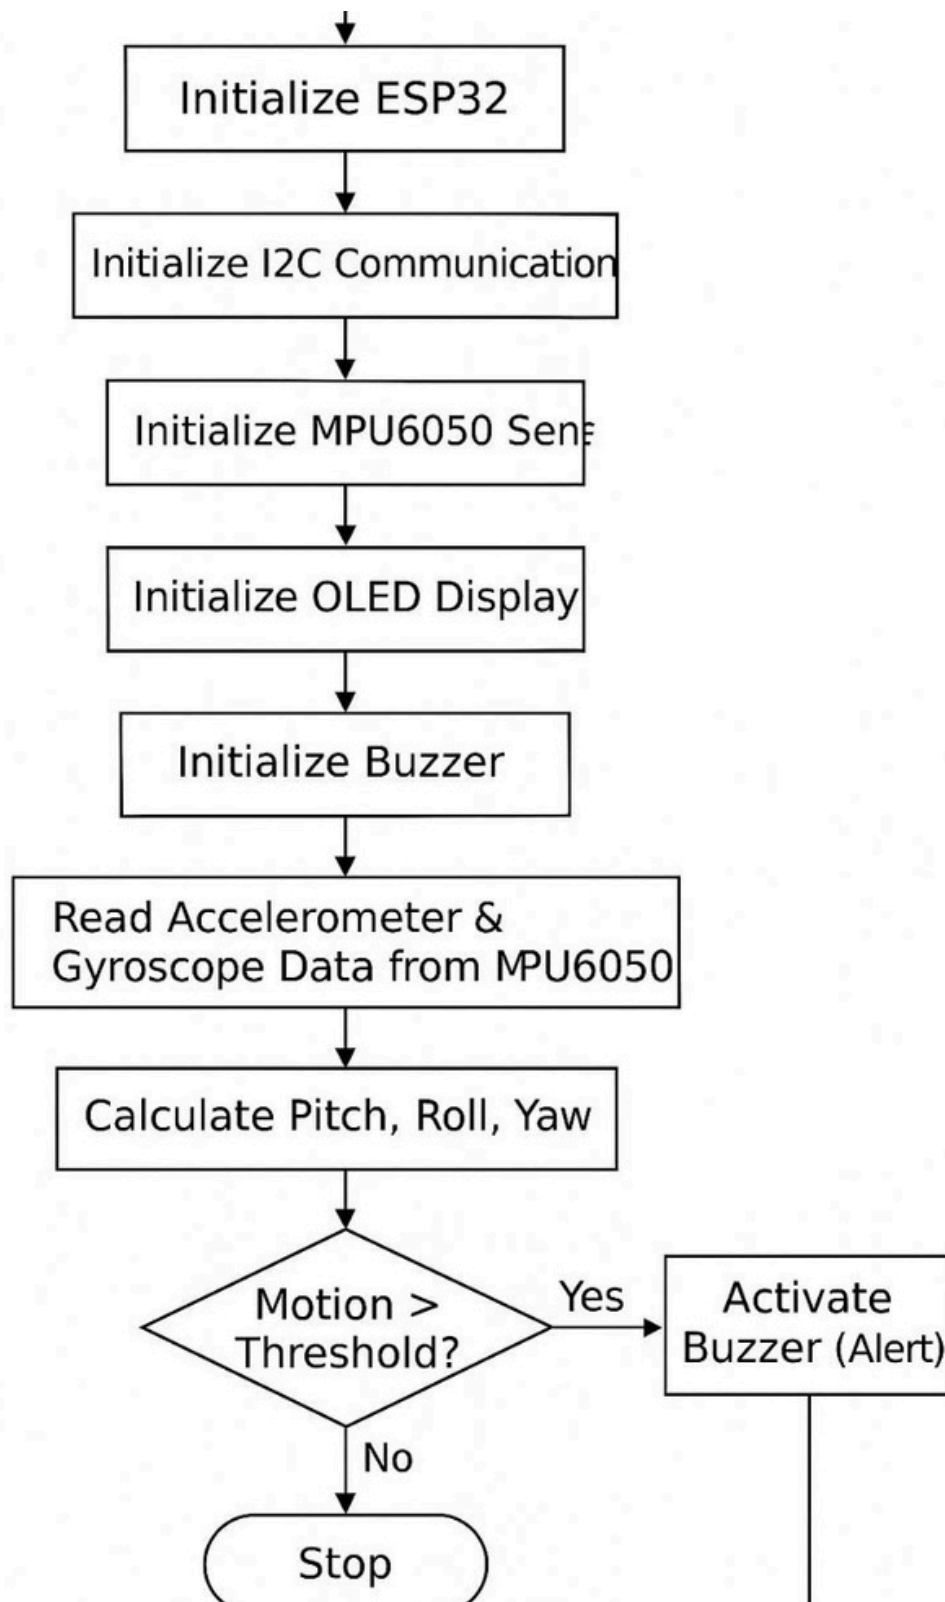 Initialize ESP32
Initialize I2C Communication
Initialize MPU6050
Initialize OLED Display
Initialize Buzzer
Read Accelerometer &
Gyroscope Data from MPU6050
Calculate Pitch, Roll, Yaw
Motion >
Threshold?
Yes
Activate
Buzzer (Alert)
No
Stop